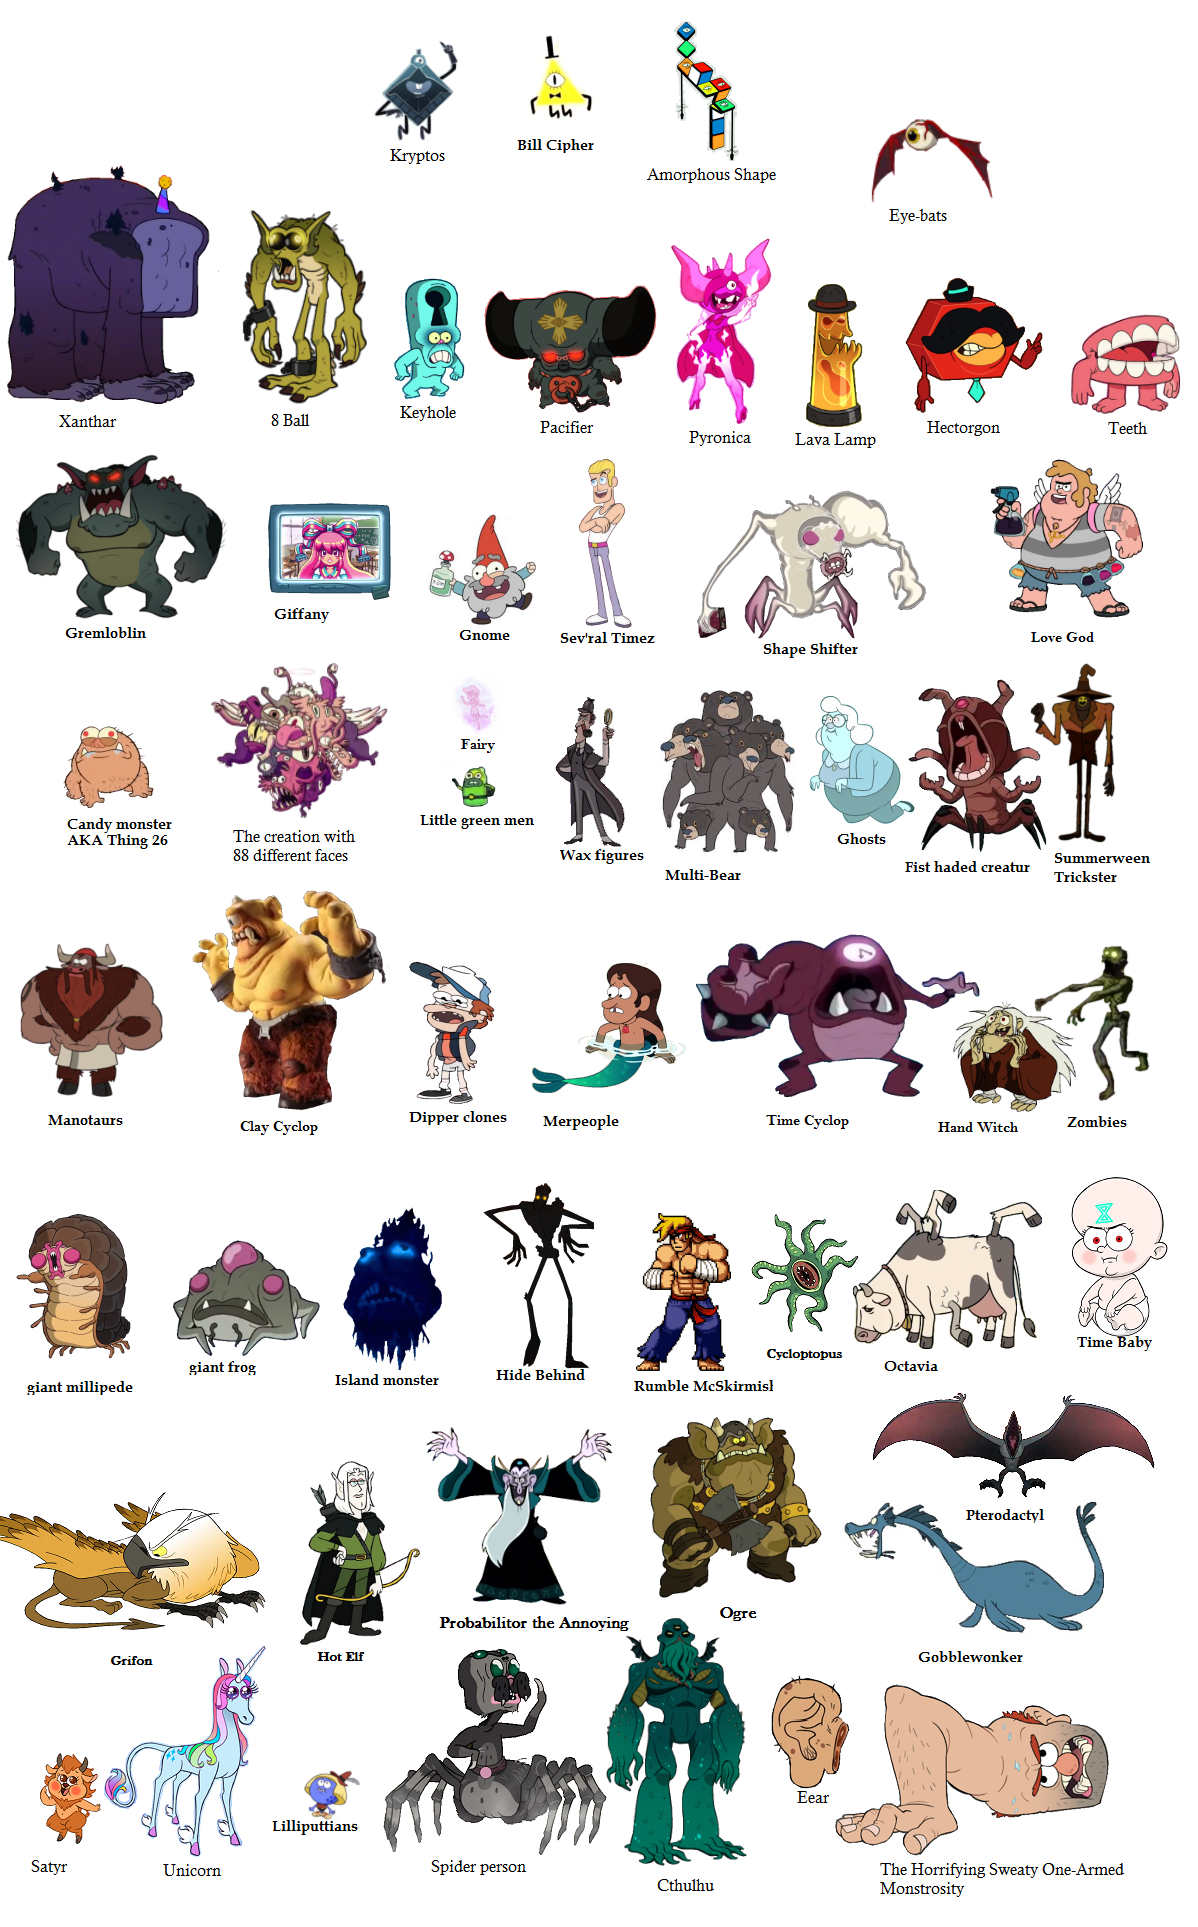 Kryptos
Bill Cipher
Amorphous Shape
Eye-bats
Xanthar
8 Ball
Keyhole
Pacifier
Pyronica
Lava Lamp
Hectorgon
Teeth
Gremloblin
Giffany
Gnome
Sev'ral Timez
Shape Shifter
Love God
Candy monster
AKA Thing 26
The creation with
88 different faces
Fairy
Little green men
Wax figures
Multi-Bear
Ghosts
Fist haded creatur
Summerween
Trickster
Manotaurs
Clay Cyclop
Dipper clones
Merpeople
Time Cyclop
Hand Witch
Zombies
giant millipede
giant frog
Island monster
Hide Behind
Rumble McSkirmish
Cycloptopus
Octavia
Time Baby
Grifon
Hot Elf
Probabilitor the Annoying
Ogre
Pterodactyl
Gobblewonker
Satyr
Unicorn
Lilliputtians
Spider person
Cthulhu
Eear
The Horrifying Sweaty One-Armed
Monstrosity